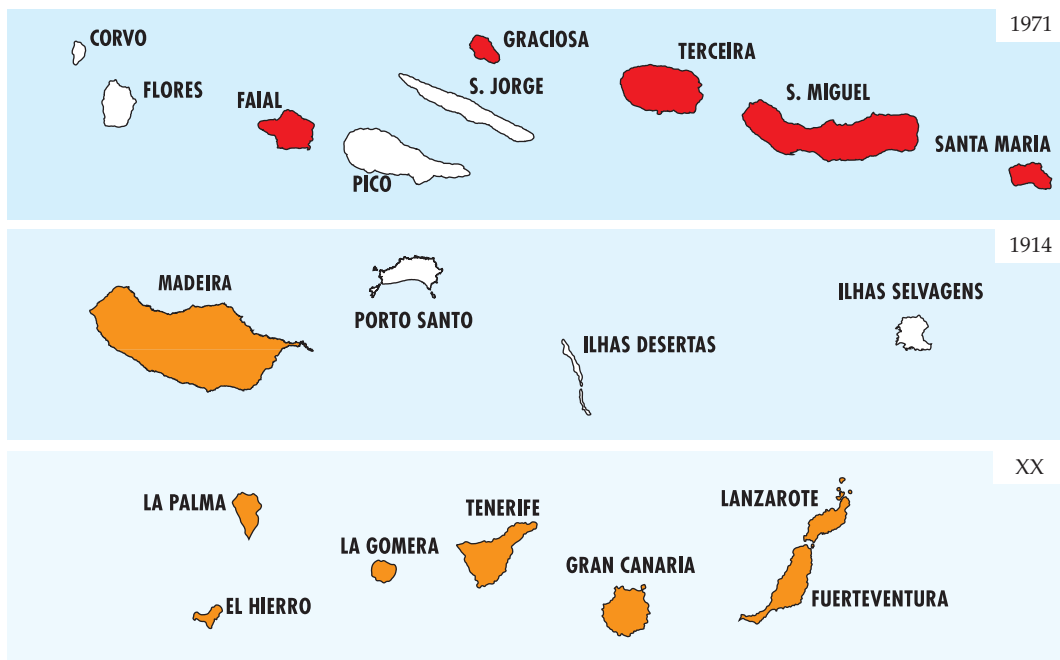 1971
CORVO
GRACIOSA
TERCEIRA
FLORES
S. JORGE
FAIAL
S. MIGUEL
SANTA MARIA
PICO
1914
MADEIRA
PORTO SANTO
ILHAS SELVAGENS
ILHAS DESERTAS
XX
LA PALMA
TENERIFE
LANZAROTE
LA GOMERA
GRAN CANARIA
EL HIERRO
FUERTEVENTURA